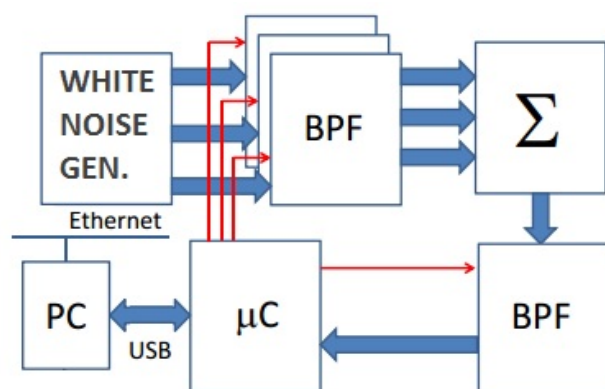 WHITE
NOISE
GEN.
BPF
Σ
Ethernet
PC
USB
μC
BPF